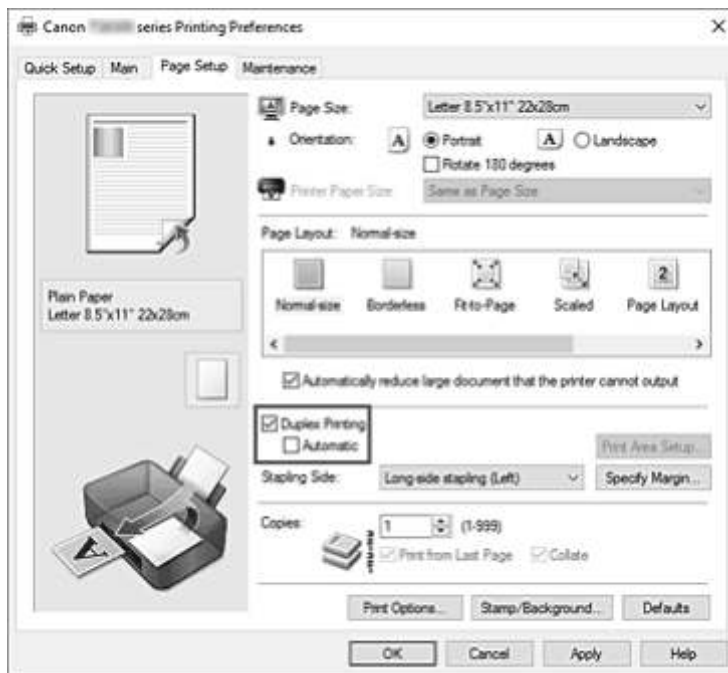 Canon series Printing Preferences
Quick Setup Main Page Setup Maintenance
Page Size: Letter 8.5"x11" 22x28cm
Orientation: A Portrait A Landscape
Rotate 180 degrees
Printer Paper Size: Same as Page Size
Page Layout: Normal-size
2
Normal-size Borderless Fit-to-Page Scaled Page Layout
Plain Paper
Letter 8.5"x11" 22x28cm
Automatically reduce large document that the printer cannot output
Duplex Printing
Automatic
Print Area Setup...
Stapling Side: Long-side stapling (Left) Specify Margin...
Copies: 1 (1-999)
Print from Last Page Collate
A
Print Options... Stamp/Background... Defaults
OK Cancel Apply Help